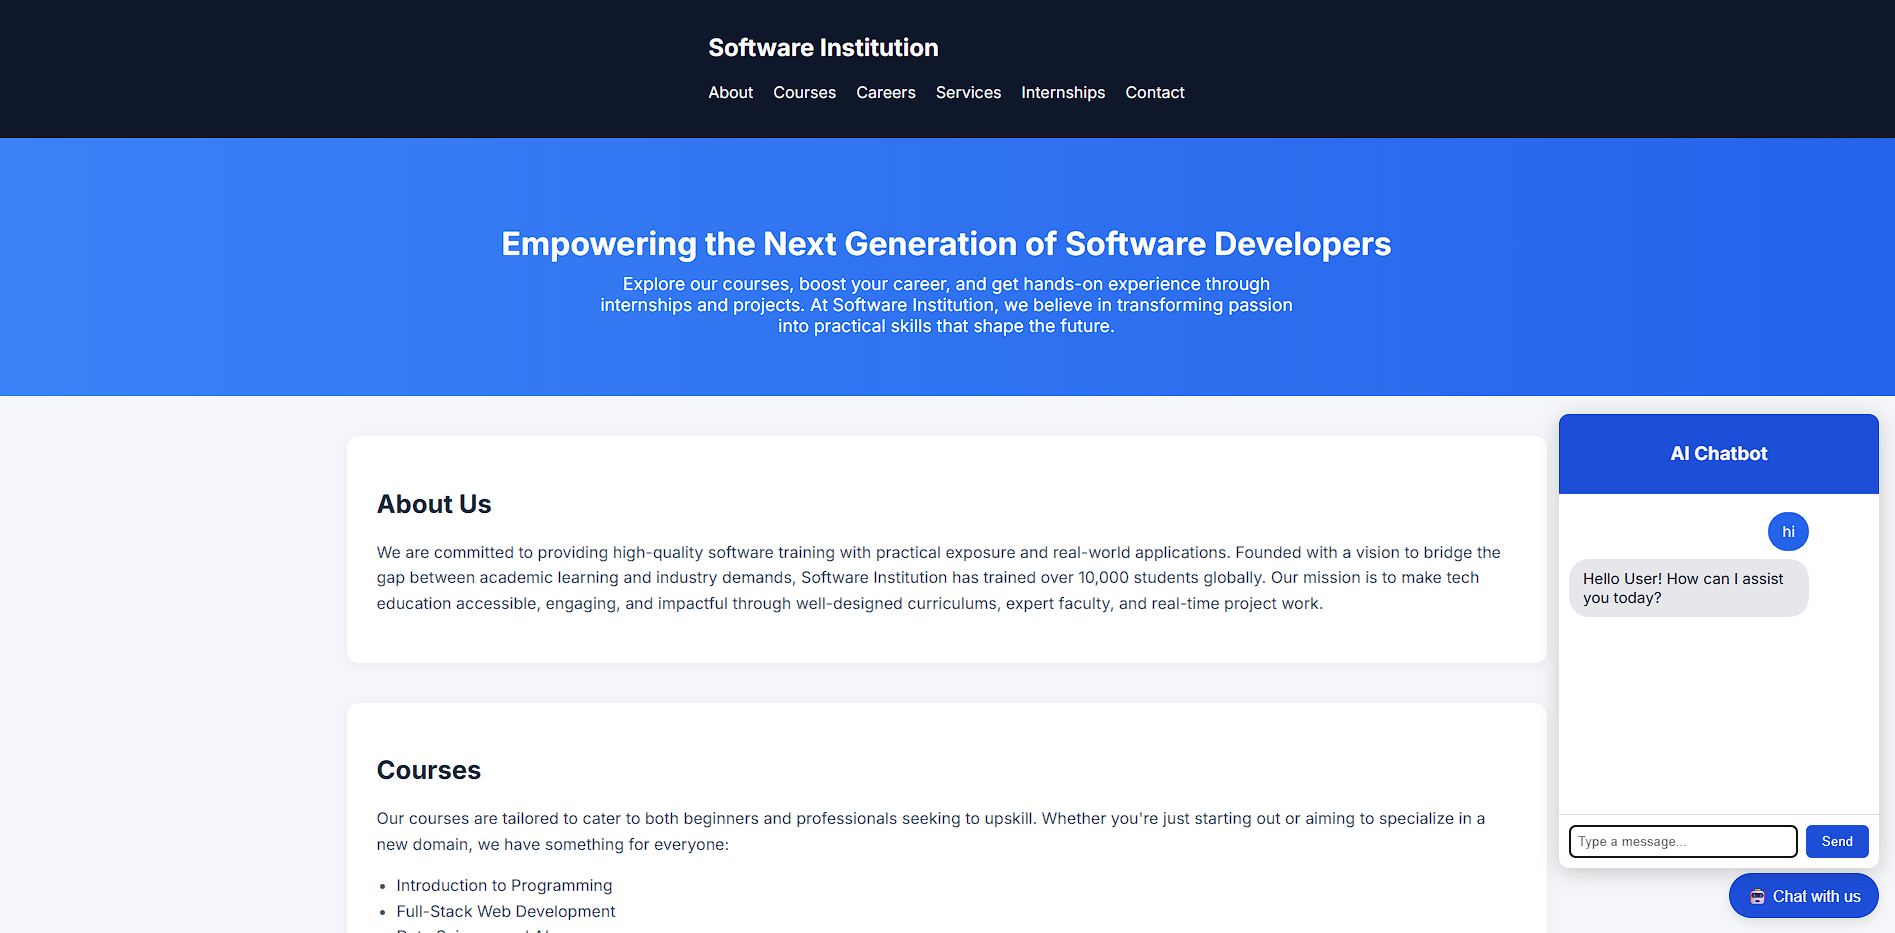 Software Institution
About Courses Careers Services Internships Contact
Empowering the Next Generation of Software Developers
Explore our courses, boost your career, and get hands-on experience through
internships and projects. At Software Institution, we believe in transforming passion
into practical skills that shape the future.
About Us
We are committed to providing high-quality software training with practical exposure and real-world applications. Founded with a vision to bridge the
gap between academic learning and industry demands, Software Institution has trained over 10,000 students globally. Our mission is to make tech
education accessible, engaging, and impactful through well-designed curriculums, expert faculty, and real-time project work.
Courses
Our courses are tailored to cater to both beginners and professionals seeking to upskill. Whether you're just starting out or aiming to specialize in a
new domain, we have something for everyone:
• Introduction to Programming
• Full-Stack Web Development
AI Chatbot
hi
Hello User! How can I assist
you today?
Type a message...
Send
Chat with us